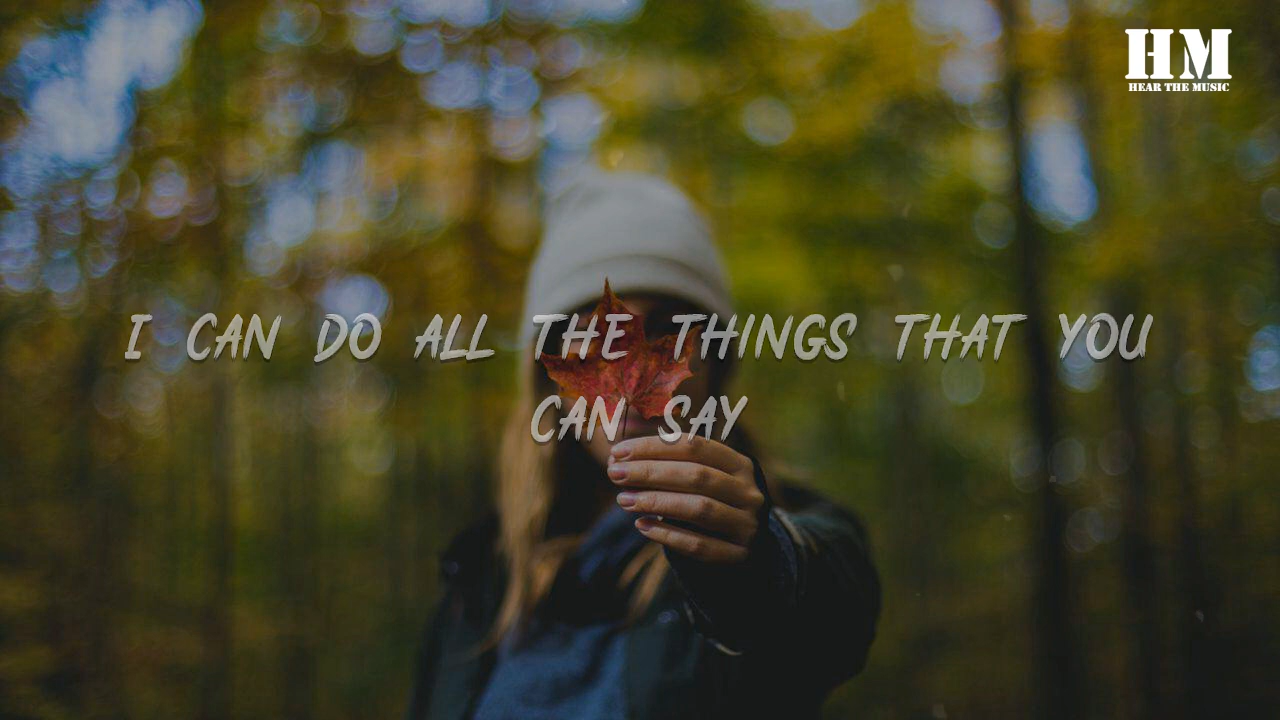 HM
HEAR THE MUSIC
I CAN DO ALL THE THINGS THAT YOU
CAN SAY